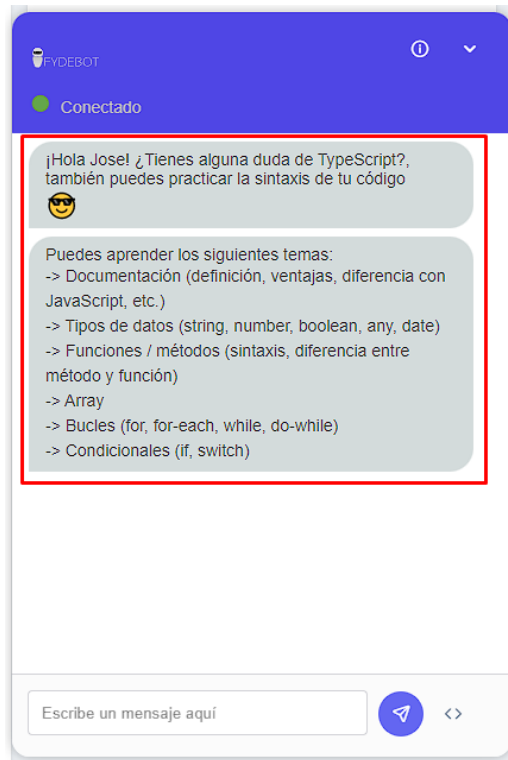 FYDEBOT
Conectado
¡Hola Jose! ¿Tienes alguna duda de TypeScript?,
también puedes practicar la sintaxis de tu código
Puedes aprender los siguientes temas:
-> Documentación (definición, ventajas, diferencia con
JavaScript, etc.)
-> Tipos de datos (string, number, boolean, any, date)
-> Funciones / métodos (sintaxis, diferencia entre
método y función)
-> Array
-> Bucles (for, for-each, while, do-while)
-> Condicionales (if, switch)
Escribe un mensaje aquí